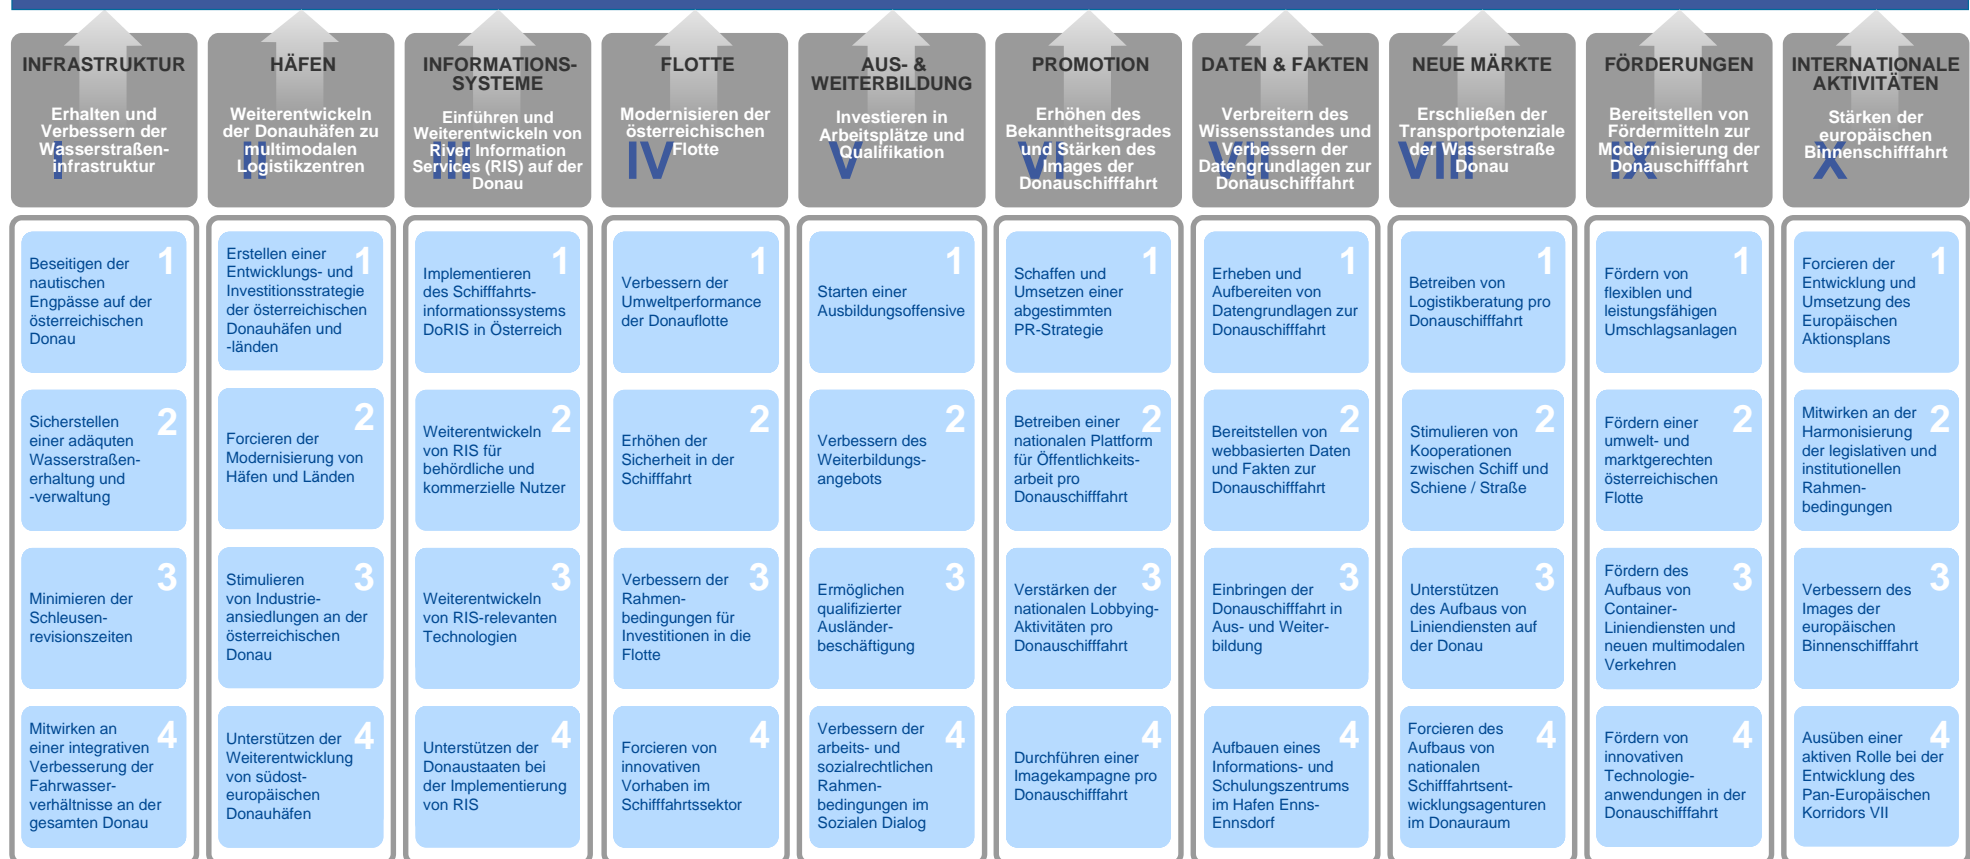 INFRASTRUKTUR
Erhalten und
Verbessern der
Wasserstraßen-
infrastruktur
I
1
Beseitigen der
nautischen
Engpässe auf der
österreichischen
Donau
2
Sicherstellen
einer adäquten
Wasserstraßen-
erhaltung und
-verwaltung
3
Minimieren der
Schleusen-
revisionszeiten
4
Mitwirken an
einer integrativen
Verbesserung der
Fahrwasser-
verhältnisse an der
gesamten Donau
HÄFEN
Weiterentwickeln
der Donauhäfen zu
multimodalen
Logistikzentren
II
1
Erstellen einer
Entwicklungs- und
Investitionsstrategie
der österreichischen
Donauhäfen und
-länden
2
Forcieren der
Modernisierung von
Häfen und Länden
3
Stimulieren
von Industrie-
ansiedlungen an der
österreichischen
Donau
4
Unterstützen der
Weiterentwicklung
von südost-
europäischen
Donauhäfen
INFORMATIONS-
SYSTEME
Einführen und
Weiterentwickeln von
River Information
Services (RIS) auf der
Donau
III
1
Implementieren
des Schifffahrts-
informationssystems
DoRIS in Österreich
2
Weiterentwickeln
von RIS für
behördliche und
kommerzielle Nutzer
3
Weiterentwickeln
von RIS-relevanten
Technologien
4
Unterstützen der
Donaustaaten bei
der Implementierung
von RIS
FLOTTE
Modernisieren der
österreichischen
Flotte
IV
1
Verbessern der
Umweltperformance
der Donauflotte
2
Erhöhen der
Sicherheit in der
Schifffahrt
3
Verbessern der
Rahmen-
bedingungen für
Investitionen in die
Flotte
4
Forcieren von
innovativen
Vorhaben im
Schifffahrtssektor
AUS- &
WEITERBILDUNG
Investieren in
Arbeitsplätze und
Qualifikation
V
1
Starten einer
Ausbildungsoffensive
2
Verbessern des
Weiterbildungs-
angebots
3
Ermöglichen
qualifizierter
Ausländer-
beschäftigung
4
Verbessern der
arbeits- und
sozialrechtlichen
Rahmen-
bedingungen im
Sozialen Dialog
PROMOTION
Erhöhen des
Bekanntheitsgrades
und Stärken des
Images der
Donauschifffahrt
VI
1
Schaffen und
Umsetzen einer
abgestimmten
PR-Strategie
2
Betreiben einer
nationalen Plattform
für Öffentlichkeits-
arbeit pro
Donauschifffahrt
3
Verstärken der
nationalen Lobbying-
Aktivitäten pro
Donauschifffahrt
4
Durchführen einer
Imagekampagne pro
Donauschifffahrt
DATEN & FAKTEN
Verbreitern des
Wissensstandes und
Verbessern der
Datengrundlagen zur
Donauschifffahrt
VII
1
Erheben und
Aufbereiten von
Datengrundlagen zur
Donauschifffahrt
2
Bereitstellen von
webbasierten Daten
und Fakten zur
Donauschifffahrt
3
Einbringen der
Donauschifffahrt in
Aus- und Weiter-
bildung
4
Aufbauen eines
Informations- und
Schulungszentrums
im Hafen Enns-
Ennsdorf
NEUE MÄRKTE
Erschließen der
Transportpotenziale
der Wasserstraße
Donau
VIII
1
Betreiben von
Logistikberatung pro
Donauschifffahrt
2
Stimulieren von
Kooperationen
zwischen Schiff und
Schiene / Straße
3
Unterstützen
des Aufbaus von
Liniendiensten auf
der Donau
4
Forcieren des
Aufbaus von
nationalen
Schifffahrtsent-
wicklungsagenturen
im Donauraum
FÖRDERUNGEN
Bereitstellen von
Fördermitteln zur
Modernisierung der
Donauschifffahrt
IX
1
Fördern von
flexiblen und
leistungsfähigen
Umschlagsanlagen
2
Fördern einer
umwelt- und
marktgerechten
österreichischen
Flotte
3
Fördern des
Aufbaus von
Container-
Liniendiensten und
neuen multimodalen
Verkehren
4
Fördern von
innovativen
Technologie-
anwendungen in der
Donauschifffahrt
INTERNATIONALE
AKTIVITÄTEN
Stärken der
europäischen
Binnenschifffahrt
X
1
Forcieren der
Entwicklung und
Umsetzung des
Europäischen
Aktionsplans
2
Mitwirken an der
Harmonisierung
der legislativen und
institutionellen
Rahmen-
bedingungen
3
Verbessern des
Images der
europäischen
Binnenschifffahrt
4
Ausüben einer
aktiven Rolle bei der
Entwicklung des
Pan-Europäischen
Korridors VII